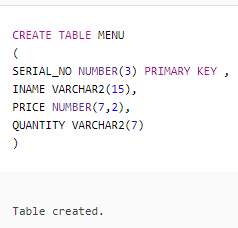 CREATE TABLE MENU
(
SERIAL_NO NUMBER(3) PRIMARY KEY ,
INAME VARCHAR2(15),
PRICE NUMBER(7,2),
QUANTITY VARCHAR2(7)
)
Table created.